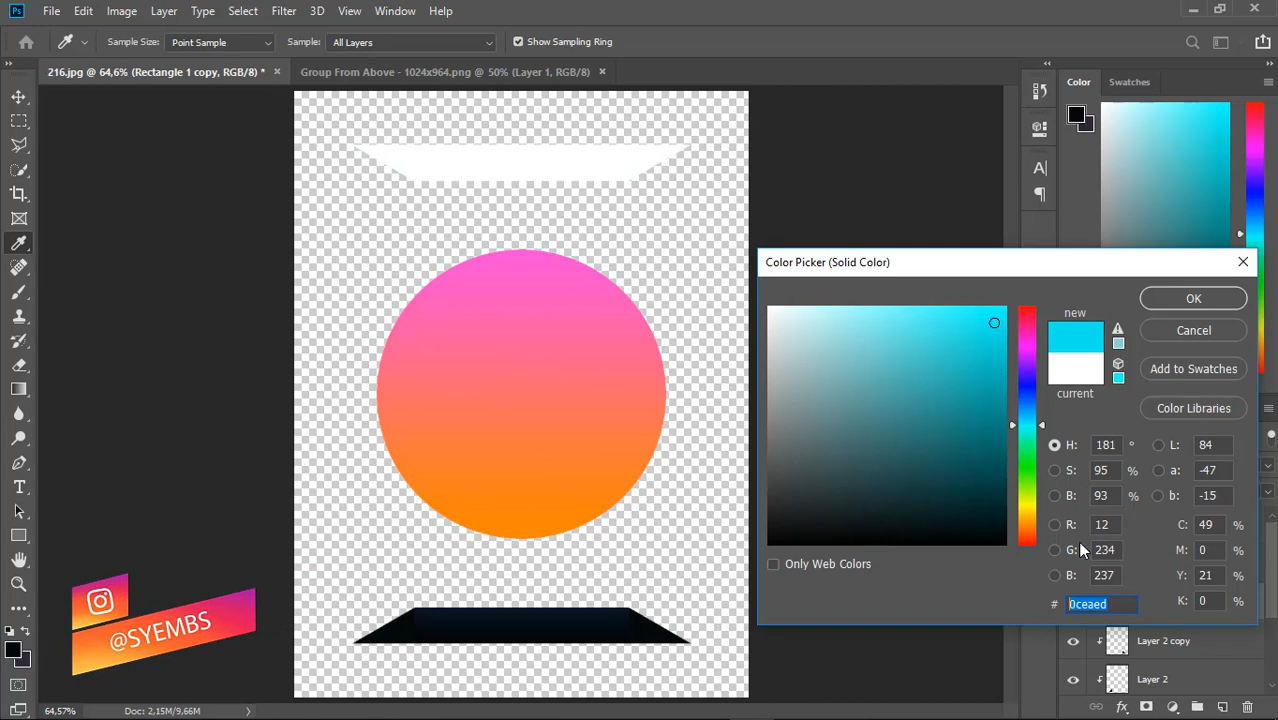 Ps File Edit Image Layer Type Select Filter 3D View Window Help
Sample Size: Point Sample Sample: All Layers Show Sampling Ring
216.jpg @ 64,6% (Rectangle 1 copy, RGB/8) * Group From Above - 1024x964.png @ 50% (Layer 1, RGB/8)
Color Swatches
Color Picker (Solid Color)
new
OK
Cancel
Add to Swatches
current
Color Libraries
H: 181 ° L: 84
S: 95 % a: -47
B: 93 % b: -15
R: 12 C: 49 %
G: 234 M: 0 %
B: 237 Y: 21 %
# 0ceaed K: 0 %
Only Web Colors
@SYEMBS
Layer 2 copy
Layer 2
fx
64,57% Doc: 2,15M/9,66M